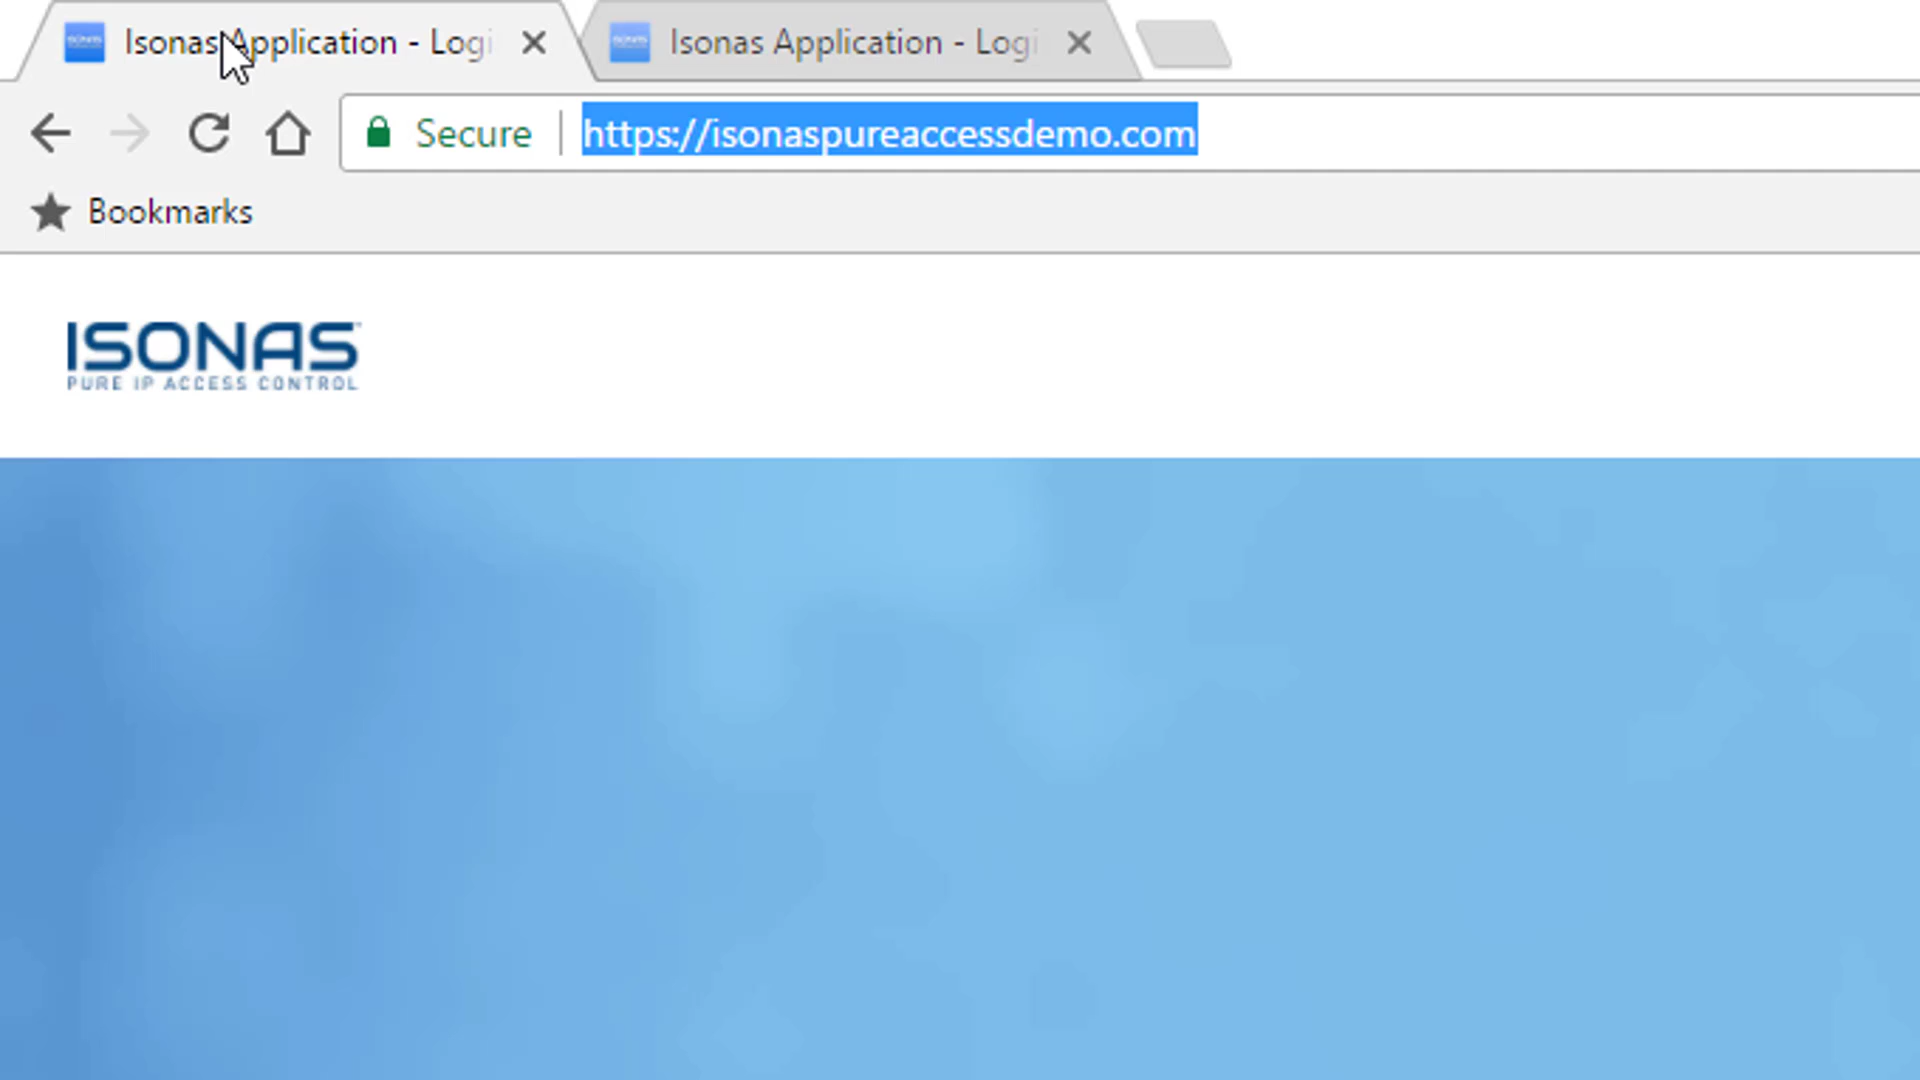 Isonas Application - Logi
Isonas Application - Logi
Secure
https://isonaspureaccessdemo.com
Bookmarks
ISONAS
PURE IP ACCESS CONTROL